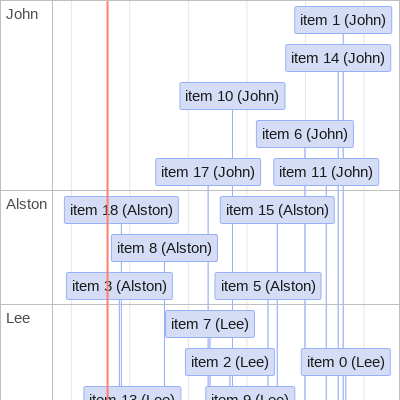 John
item 1 (John)
item 14 (John)
item 10 (John)
item 6 (John)
item 17 (John)
item 11 (John)
Alston
item 18 (Alston)
item 15 (Alston)
item 8 (Alston)
item 3 (Alston)
item 5 (Alston)
Lee
item 7 (Lee)
item 2 (Lee)
item 0 (Lee)
item 13 (Lee)
item 9 (Lee)